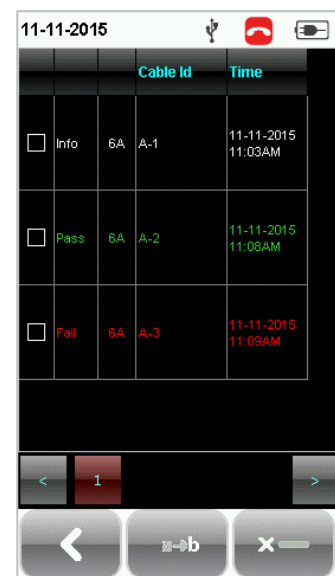 11-11-2015
Cable Id Time
Info 6A A-1 11-11-2015 11:03AM
Pass 6A A-2 11-11-2015 11:08AM
Fail 6A A-3 11-11-2015 11:09AM
< 1 >
b